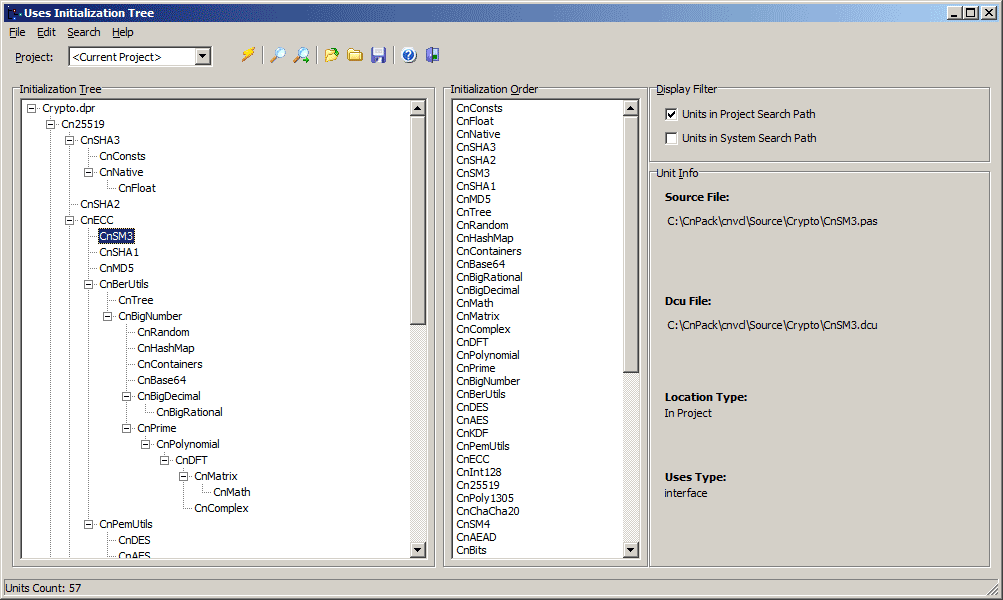 Uses Initialization Tree
File Edit Search Help
Project: <Current Project>
Initialization Tree
Crypto.dpr
Cn25519
CnSHA3
CnConsts
CnNative
CnFloat
CnSHA2
CnECC
CnSM3
CnSHA1
CnMD5
CnBerUtils
CnTree
CnBigNumber
CnRandom
CnHashMap
CnContainers
CnBase64
CnBigDecimal
CnBigRational
CnPrime
CnPolynomial
CnDFT
CnMatrix
CnMath
CnComplex
CnPemUtils
CnDES
CnAES
Initialization Order
CnConsts
CnFloat
CnNative
CnSHA3
CnSHA2
CnSM3
CnSHA1
CnMD5
CnTree
CnRandom
CnHashMap
CnContainers
CnBase64
CnBigRational
CnBigDecimal
CnMath
CnMatrix
CnComplex
CnDFT
CnPolynomial
CnPrime
CnBigNumber
CnBerUtils
CnDES
CnAES
CnKDF
CnPemUtils
CnECC
CnInt128
Cn25519
CnPoly1305
CnChaCha20
CnSM4
CnAEAD
CnBits
Display Filter
Units in Project Search Path
Units in System Search Path
Unit Info
Source File:
C:\CnPack\cnvcl\Source\Crypto\CnSM3.pas
Dcu File:
C:\CnPack\cnvcl\Source\Crypto\CnSM3.dcu
Location Type:
In Project
Uses Type:
interface
Units Count: 57